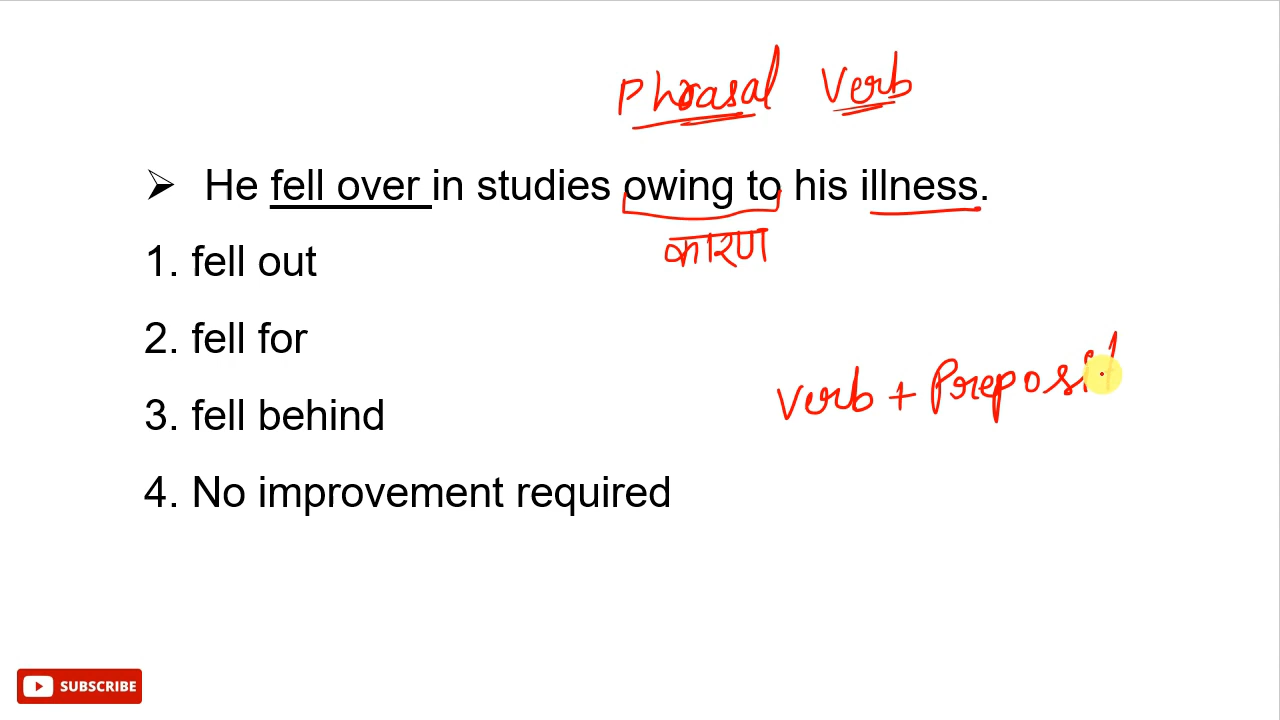 Phrasal Verb
➢ He fell over in studies owing to his illness.
कारण
1. fell out
2. fell for
3. fell behind
Verb + Preposit
4. No improvement required
SUBSCRIBE